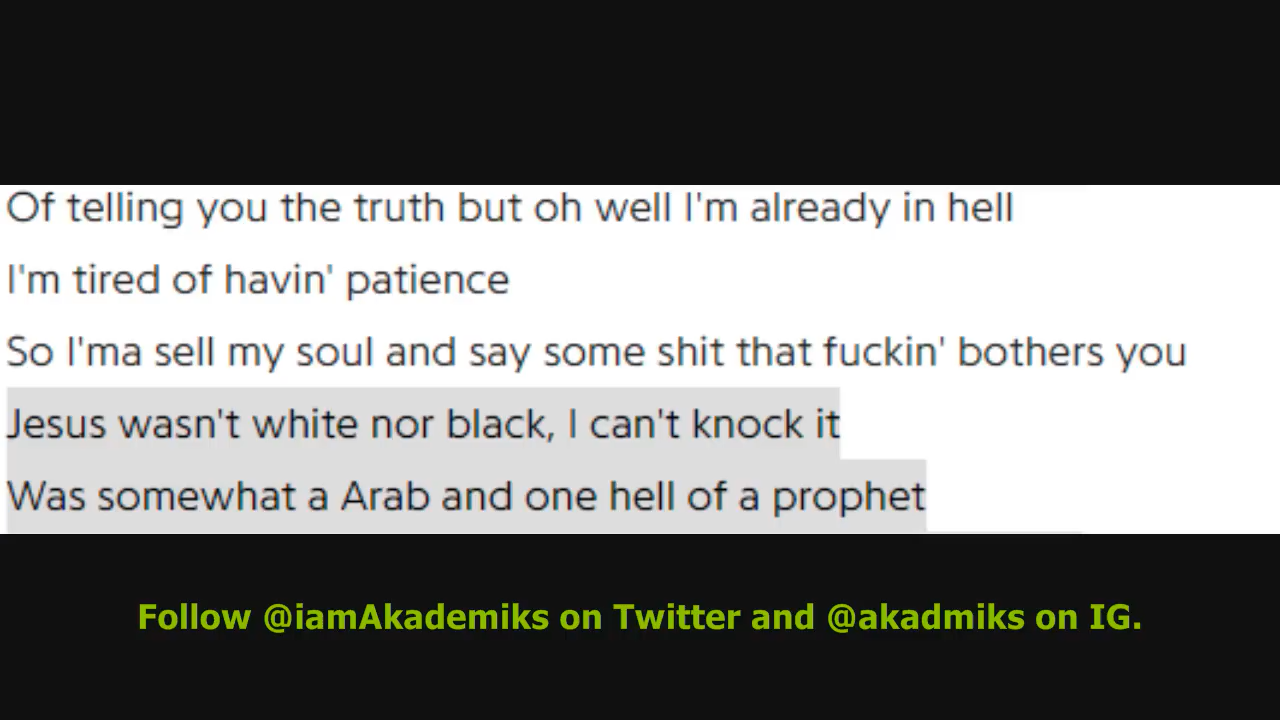 Of telling you the truth but oh well I'm already in hell
I'm tired of havin' patience
So I'ma sell my soul and say some shit that fuckin' bothers you
Jesus wasn't white nor black, I can't knock it
Was somewhat a Arab and one hell of a prophet
Follow @iamAkademiks on Twitter and @akadmiks on IG.